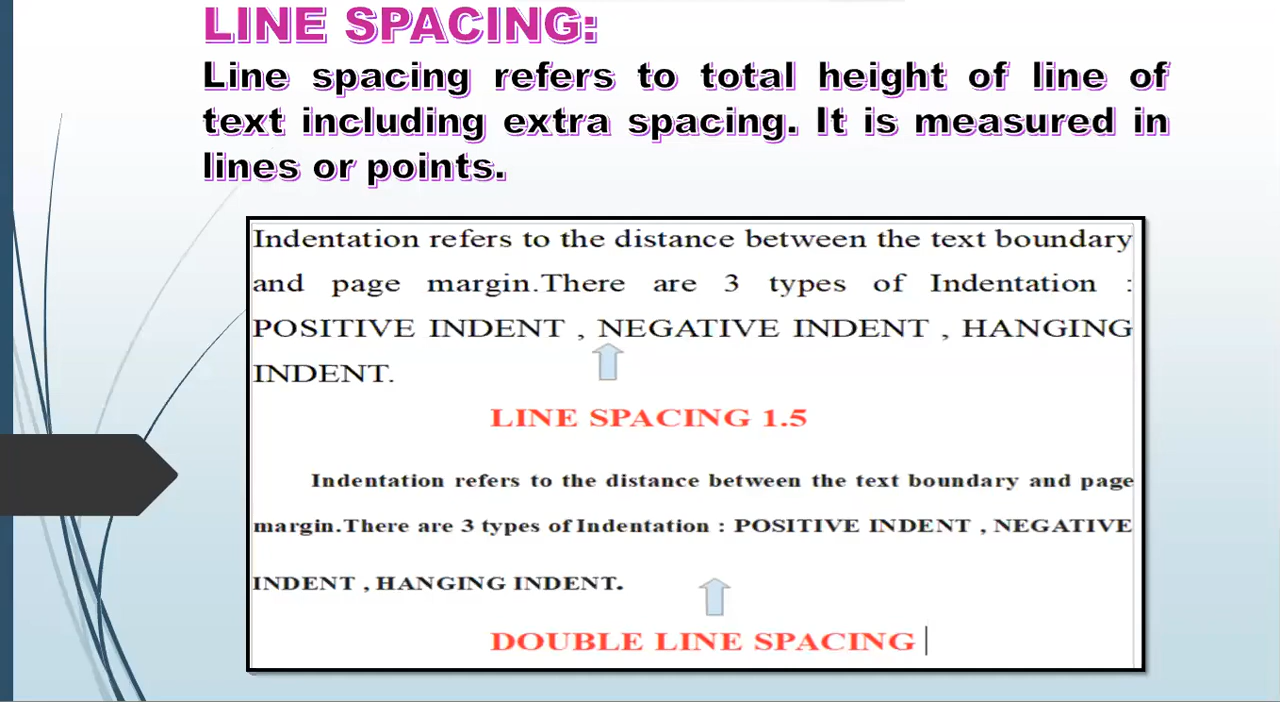 LINE SPACING:
Line spacing refers to total height of line of
text including extra spacing. It is measured in
lines or points.
Indentation refers to the distance between the text boundary
and page margin.There are 3 types of Indentation :
POSITIVE INDENT , NEGATIVE INDENT , HANGING
INDENT.
LINE SPACING 1.5
Indentation refers to the distance between the text boundary and page
margin.There are 3 types of Indentation : POSITIVE INDENT , NEGATIVE
INDENT , HANGING INDENT.
DOUBLE LINE SPACING